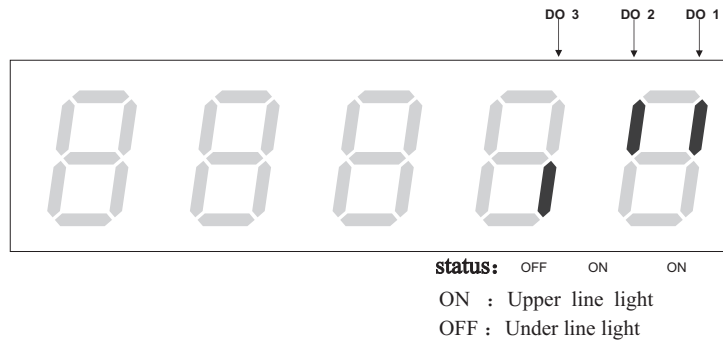 DO 3 DO 2 DO 1
status： OFF ON ON
ON ：Upper line light
OFF：Under line light